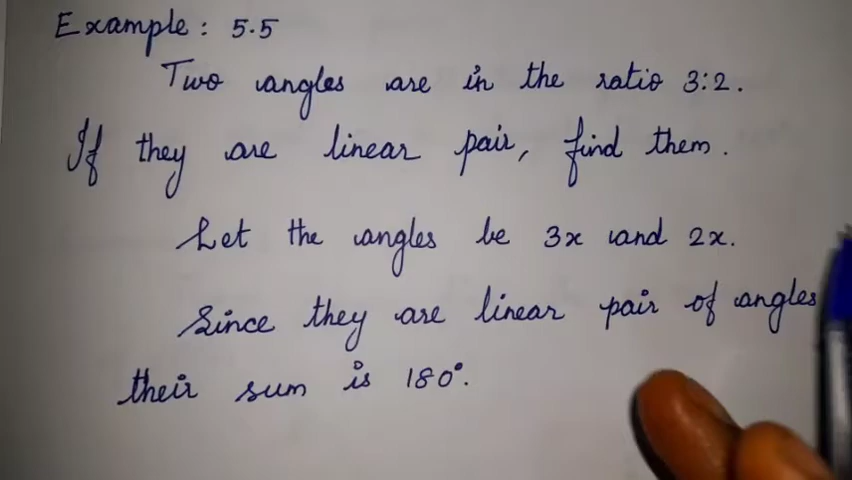 Example: 5.5
Two angles are in the ratio 3:2.
If they are linear pair, find them.
Let the angles be 3x and 2x.
Since they are linear pair of angles
their sum is 180°.